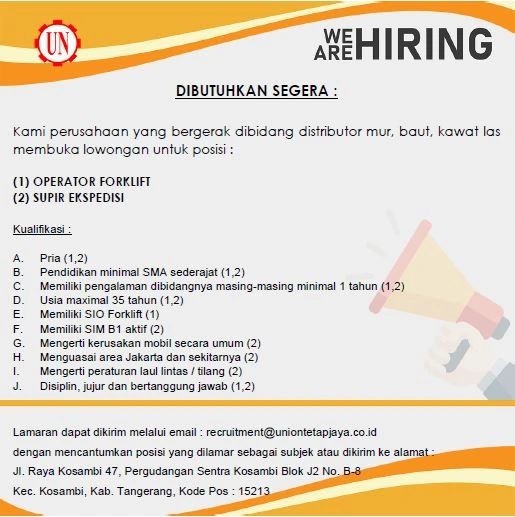 UN
WE ARE HIRING
DIBUTUHKAN SEGERA :
Kami perusahaan yang bergerak dibidang distributor mur, baut, kawat las
membuka lowongan untuk posisi :
(1) OPERATOR FORKLIFT
(2) SUPIR EKSPEDISI
Kualifikasi :
A. Pria (1,2)
B. Pendidikan minimal SMA sederajat (1,2)
C. Memiliki pengalaman dibidangnya masing-masing minimal 1 tahun (1,2)
D. Usia maximal 35 tahun (1,2)
E. Memiliki SIO Forklift (1)
F. Memiliki SIM B1 aktif (2)
G. Mengerti kerusakan mobil secara umum (2)
H. Menguasai area Jakarta dan sekitarnya (2)
I. Mengerti peraturan laul lintas / tilang (2)
J. Disiplin, jujur dan bertanggung jawab (1,2)
Lamaran dapat dikirim melalui email : recruitment@uniontetapjaya.co.id
dengan mencantumkan posisi yang dilamar sebagai subjek atau dikirim ke alamat :
Jl. Raya Kosambi 47, Pergudangan Sentra Kosambi Blok J2 No. B-8
Kec. Kosambi, Kab. Tangerang, Kode Pos : 15213